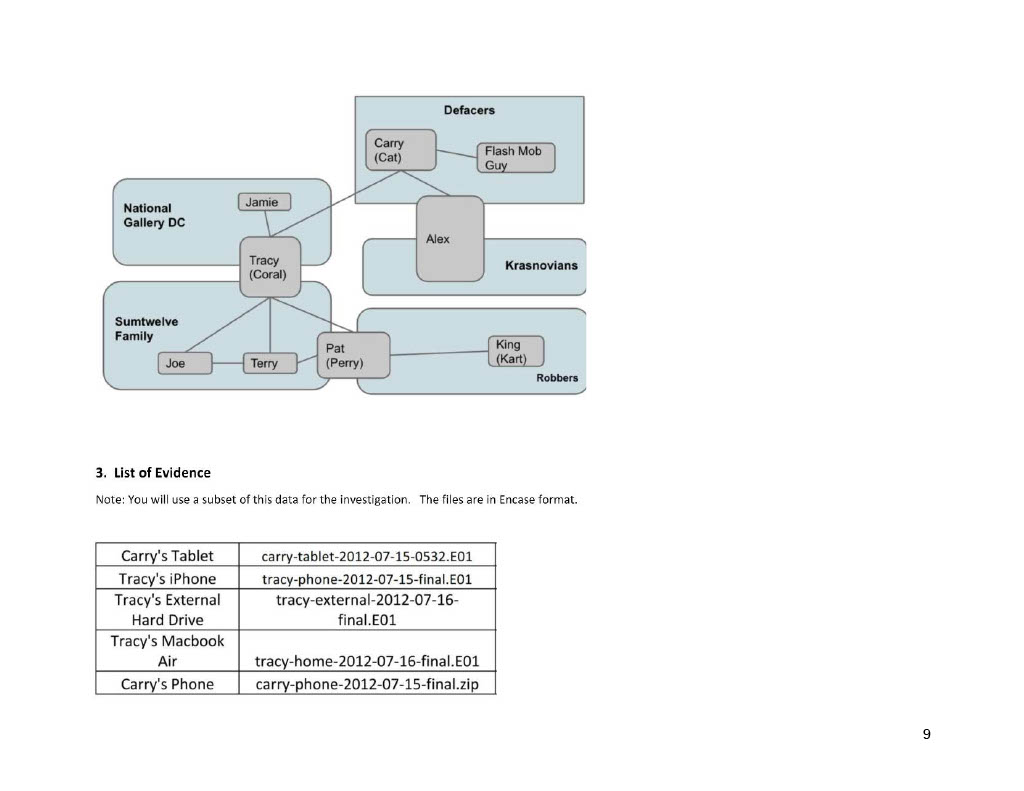 Defacers
Carry
(Cat)
Flash Mob
Guy
National
Gallery DC
Jamie
Tracy
(Coral)
Alex
Krasnovians
Sumtwelve
Family
Joe
Terry
Pat
(Perry)
King
(Kart)
Robbers
3. List of Evidence
Note: You will use a subset of this data for the investigation. The files are in Encase format.
Carry's Tablet carry-tablet-2012-07-15-0532.E01
Tracy's iPhone tracy-phone-2012-07-15-final.E01
Tracy's External tracy-external-2012-07-16-
Hard Drive final.E01
Tracy's Macbook
Air tracy-home-2012-07-16-final.E01
Carry's Phone carry-phone-2012-07-15-final.zip
9